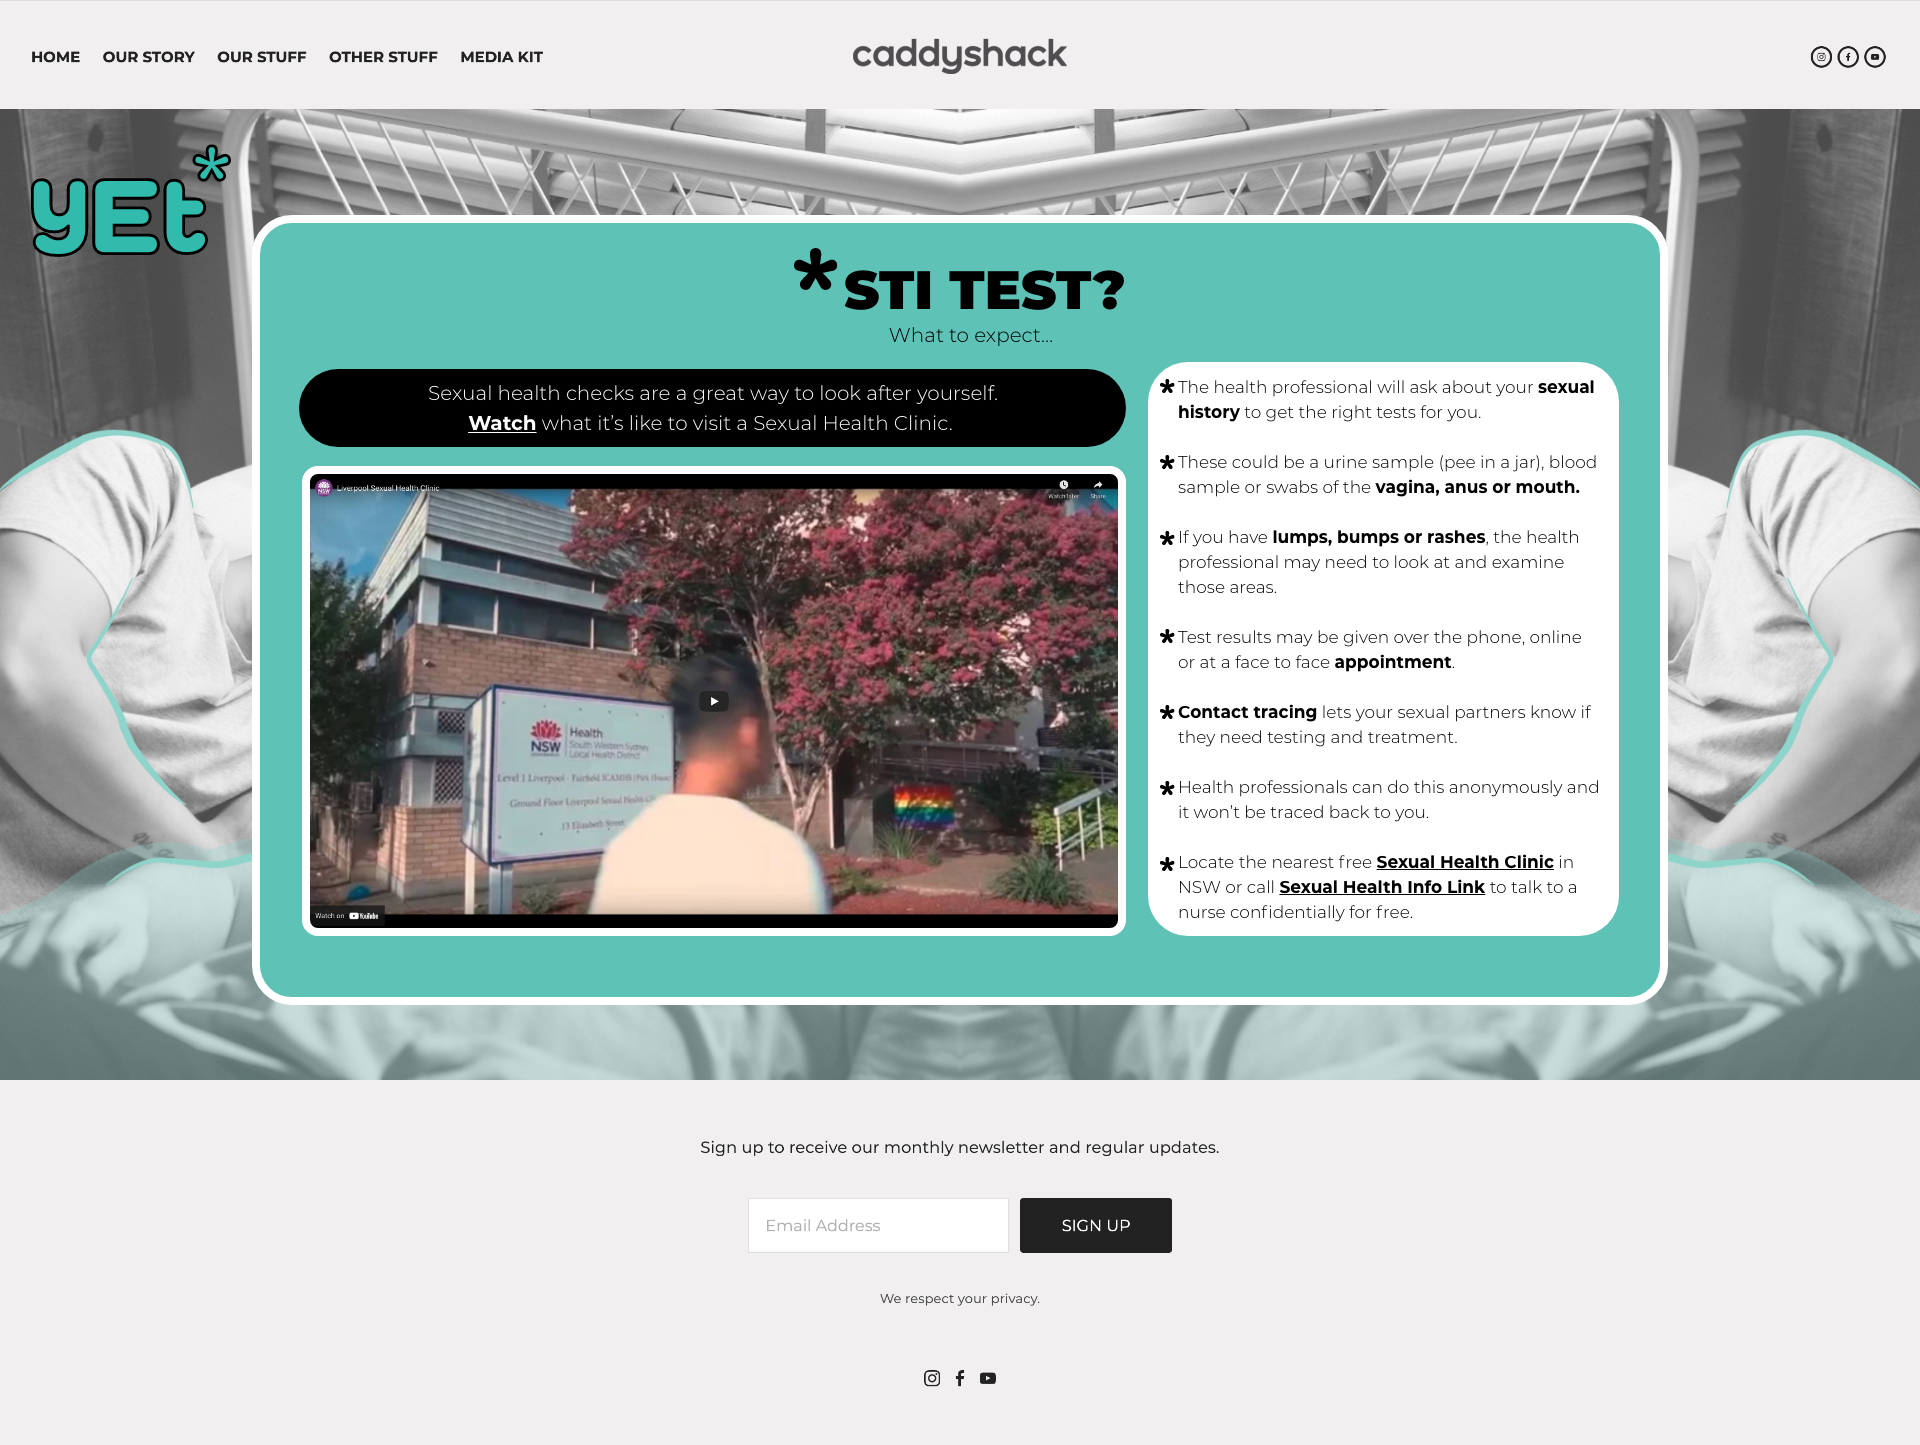 HOME OUR STORY OUR STUFF OTHER STUFF MEDIA KIT
caddyshack
yEt*
*STI TEST?
What to expect...
Sexual health checks are a great way to look after yourself.
Watch what it's like to visit a Sexual Health Clinic.
NSW Liverpool Sexual Health Clinic
Watch later Share
Health
NSW South Western Sydney
Local Health District
Level 1 Liverpool - Fairfield ICAMHS (Park House)
Ground Floor Liverpool Sexual Health
13 Elizabeth Street
Watch on YouTube
* The health professional will ask about your sexual
history to get the right tests for you.
* These could be a urine sample (pee in a jar), blood
sample or swabs of the vagina, anus or mouth.
* If you have lumps, bumps or rashes, the health
professional may need to look at and examine
those areas.
* Test results may be given over the phone, online
or at a face to face appointment.
* Contact tracing lets your sexual partners know if
they need testing and treatment.
* Health professionals can do this anonymously and
it won't be traced back to you.
* Locate the nearest free Sexual Health Clinic in
NSW or call Sexual Health Info Link to talk to a
nurse confidentially for free.
Sign up to receive our monthly newsletter and regular updates.
Email Address SIGN UP
We respect your privacy.